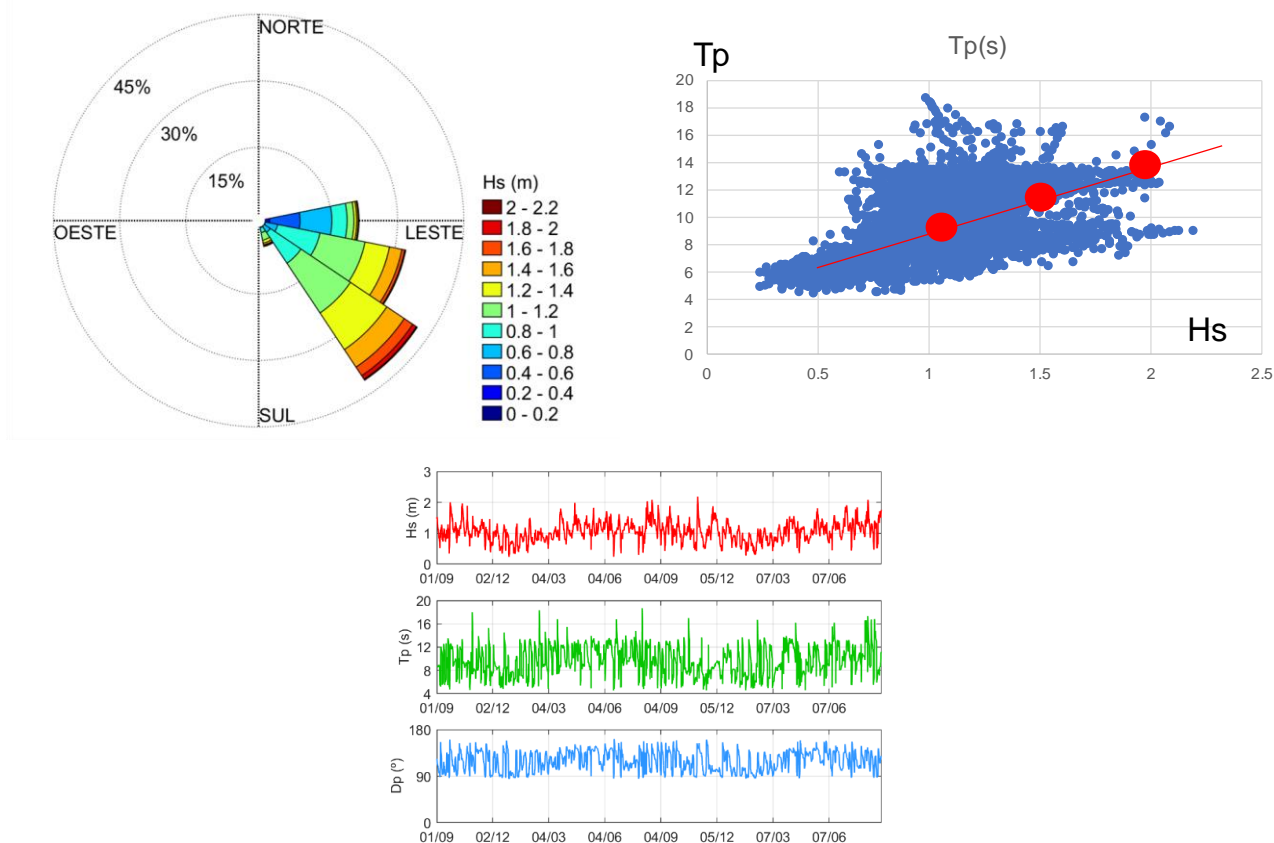 NORTE
45%
30%
15%
OESTE
LESTE
SUL
Hs (m)
2 - 2.2
1.8 - 2
1.6 - 1.8
1.4 - 1.6
1.2 - 1.4
1 - 1.2
0.8 - 1
0.6 - 0.8
0.4 - 0.6
0.2 - 0.4
0 - 0.2
Tp
Tp(s)
20
18
16
14
12
10
8
6
4
2
0
0 0.5 1 1.5 2 2.5
Hs
Hs (m)
3
2
1
0
01/09 02/12 04/03 04/06 04/09 05/12 07/03 07/06
Tp (s)
20
16
12
8
4
01/09 02/12 04/03 04/06 04/09 05/12 07/03 07/06
Dp (°)
180
90
0
01/09 02/12 04/03 04/06 04/09 05/12 07/03 07/06